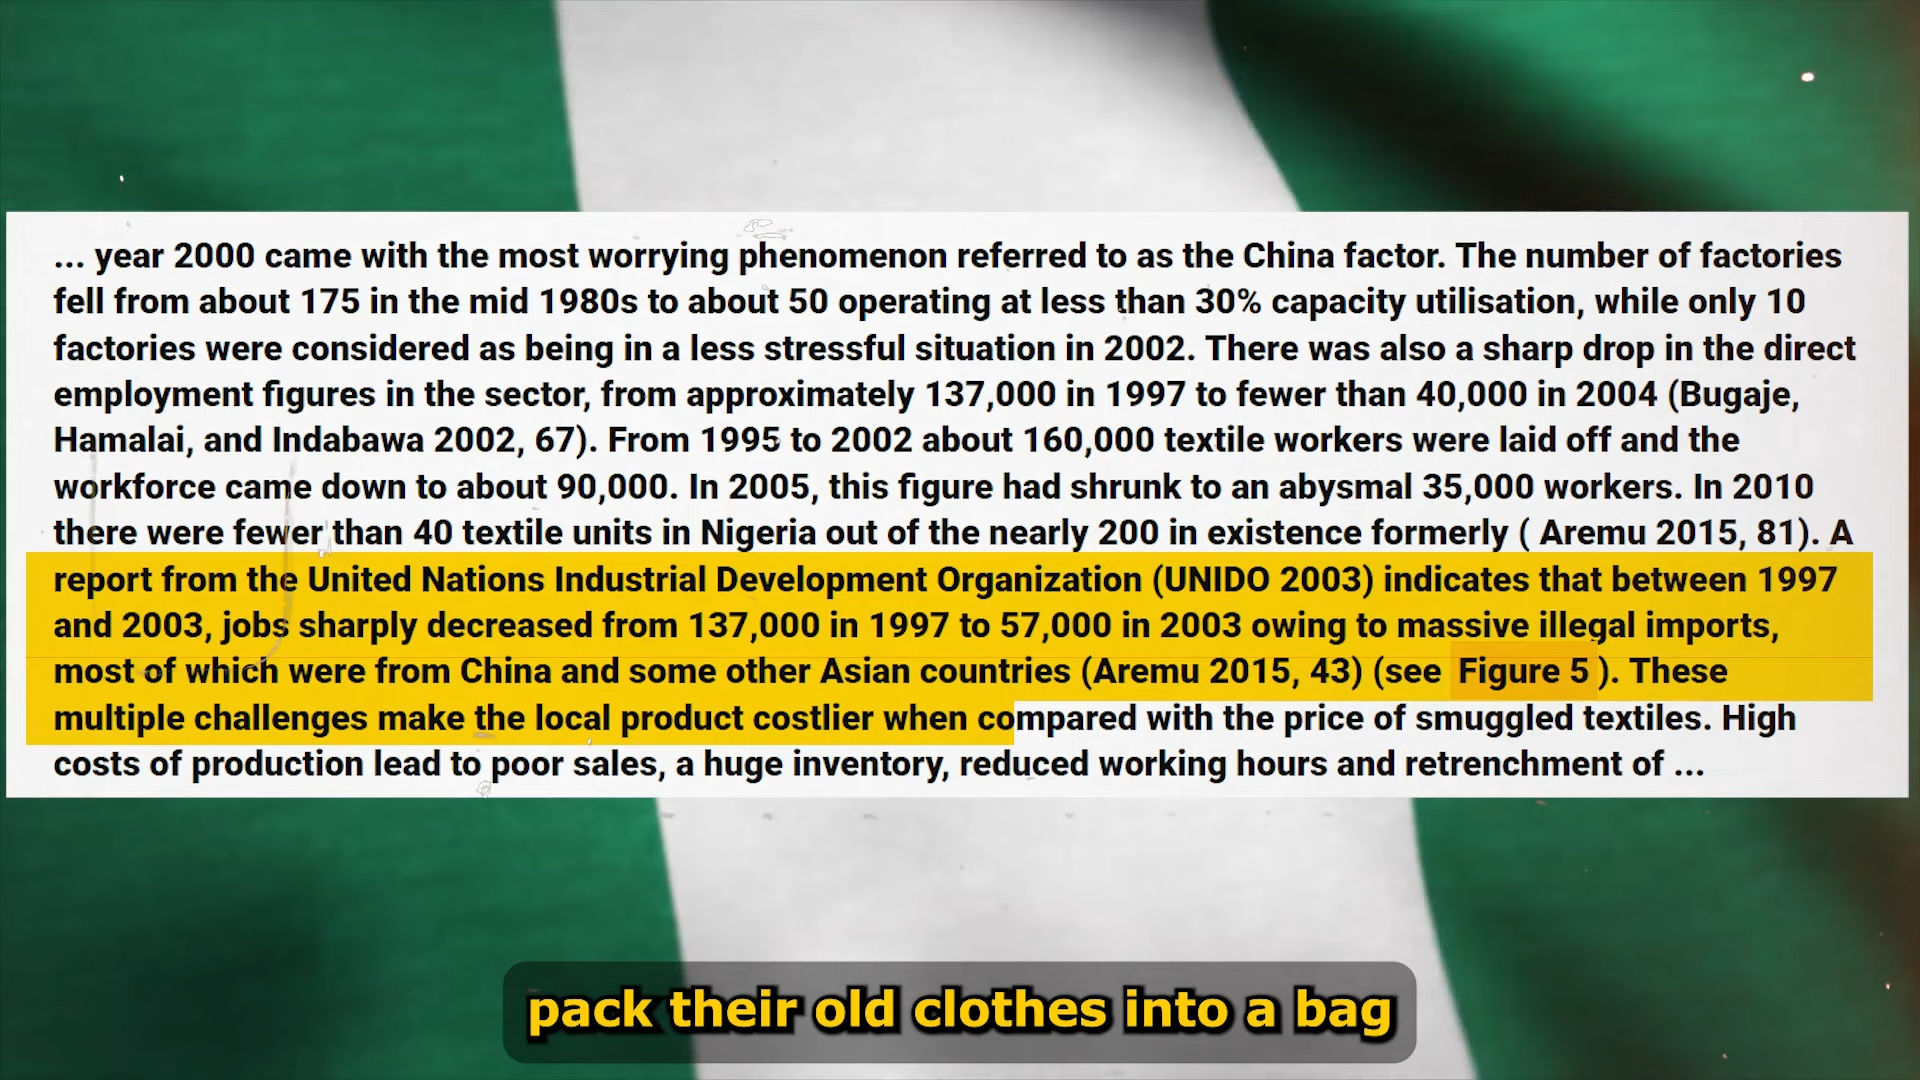 ... year 2000 came with the most worrying phenomenon referred to as the China factor. The number of factories
fell from about 175 in the mid 1980s to about 50 operating at less than 30% capacity utilisation, while only 10
factories were considered as being in a less stressful situation in 2002. There was also a sharp drop in the direct
employment figures in the sector, from approximately 137,000 in 1997 to fewer than 40,000 in 2004 (Bugaje,
Hamalai, and Indabawa 2002, 67). From 1995 to 2002 about 160,000 textile workers were laid off and the
workforce came down to about 90,000. In 2005, this figure had shrunk to an abysmal 35,000 workers. In 2010
there were fewer than 40 textile units in Nigeria out of the nearly 200 in existence formerly ( Aremu 2015, 81). A
report from the United Nations Industrial Development Organization (UNIDO 2003) indicates that between 1997
and 2003, jobs sharply decreased from 137,000 in 1997 to 57,000 in 2003 owing to massive illegal imports,
most of which were from China and some other Asian countries (Aremu 2015, 43) (see Figure 5 ). These
multiple challenges make the local product costlier when compared with the price of smuggled textiles. High
costs of production lead to poor sales, a huge inventory, reduced working hours and retrenchment of ...
pack their old clothes into a bag